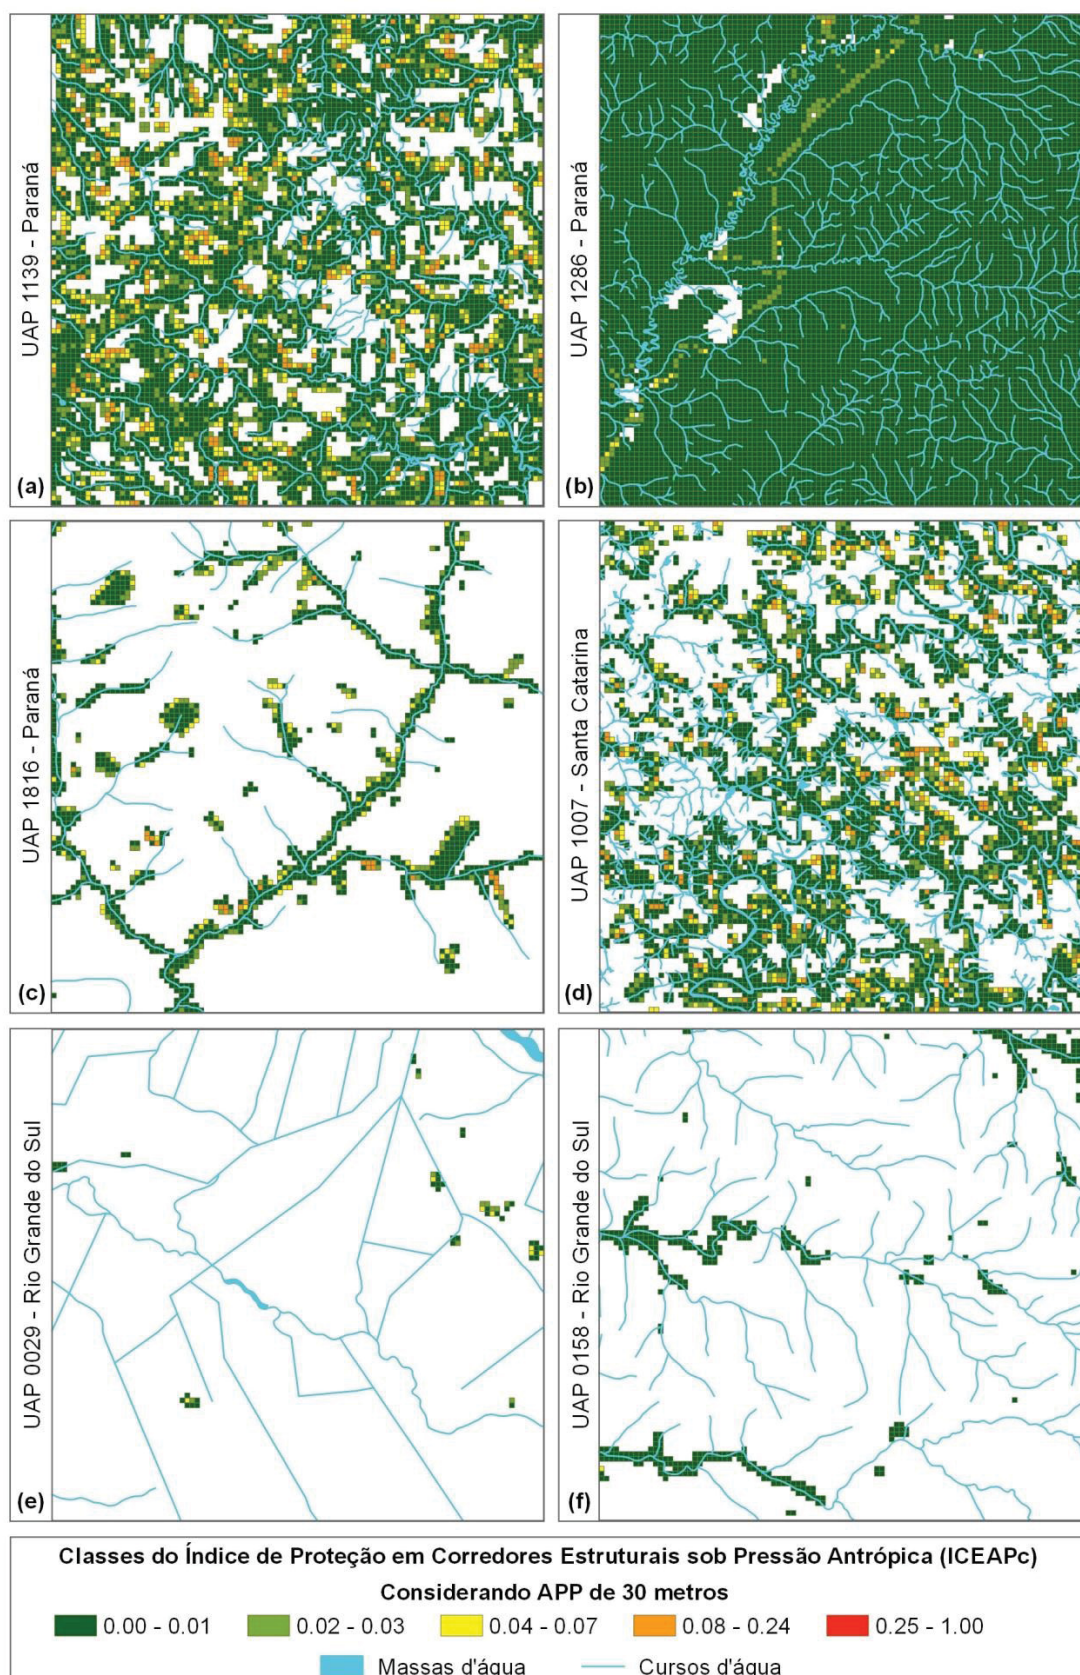 UAP 1139 - Paraná
(a)
UAP 1286 - Paraná
(b)
UAP 1816 - Paraná
(c)
UAP 1007 - Santa Catarina
(d)
UAP 0029 - Rio Grande do Sul
(e)
UAP 0158 - Rio Grande do Sul
(f)
Classes do Índice de Proteção em Corredores Estruturais sob Pressão Antrópica (ICEAPc)
Considerando APP de 30 metros
0.00 - 0.01 0.02 - 0.03 0.04 - 0.07 0.08 - 0.24 0.25 - 1.00
Massas d'água Cursos d'água